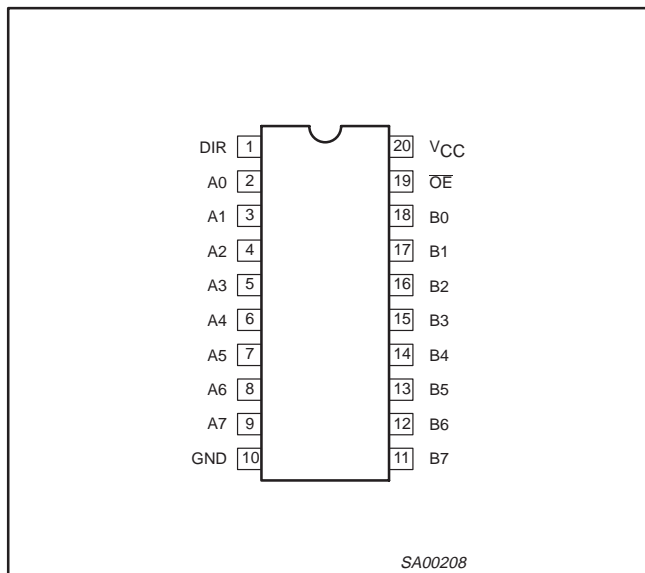 DIR 1 20 VCC
A0 2 19 O̅E̅
A1 3 18 B0
A2 4 17 B1
A3 5 16 B2
A4 6 15 B3
A5 7 14 B4
A6 8 13 B5
A7 9 12 B6
GND 10 11 B7
SA00208